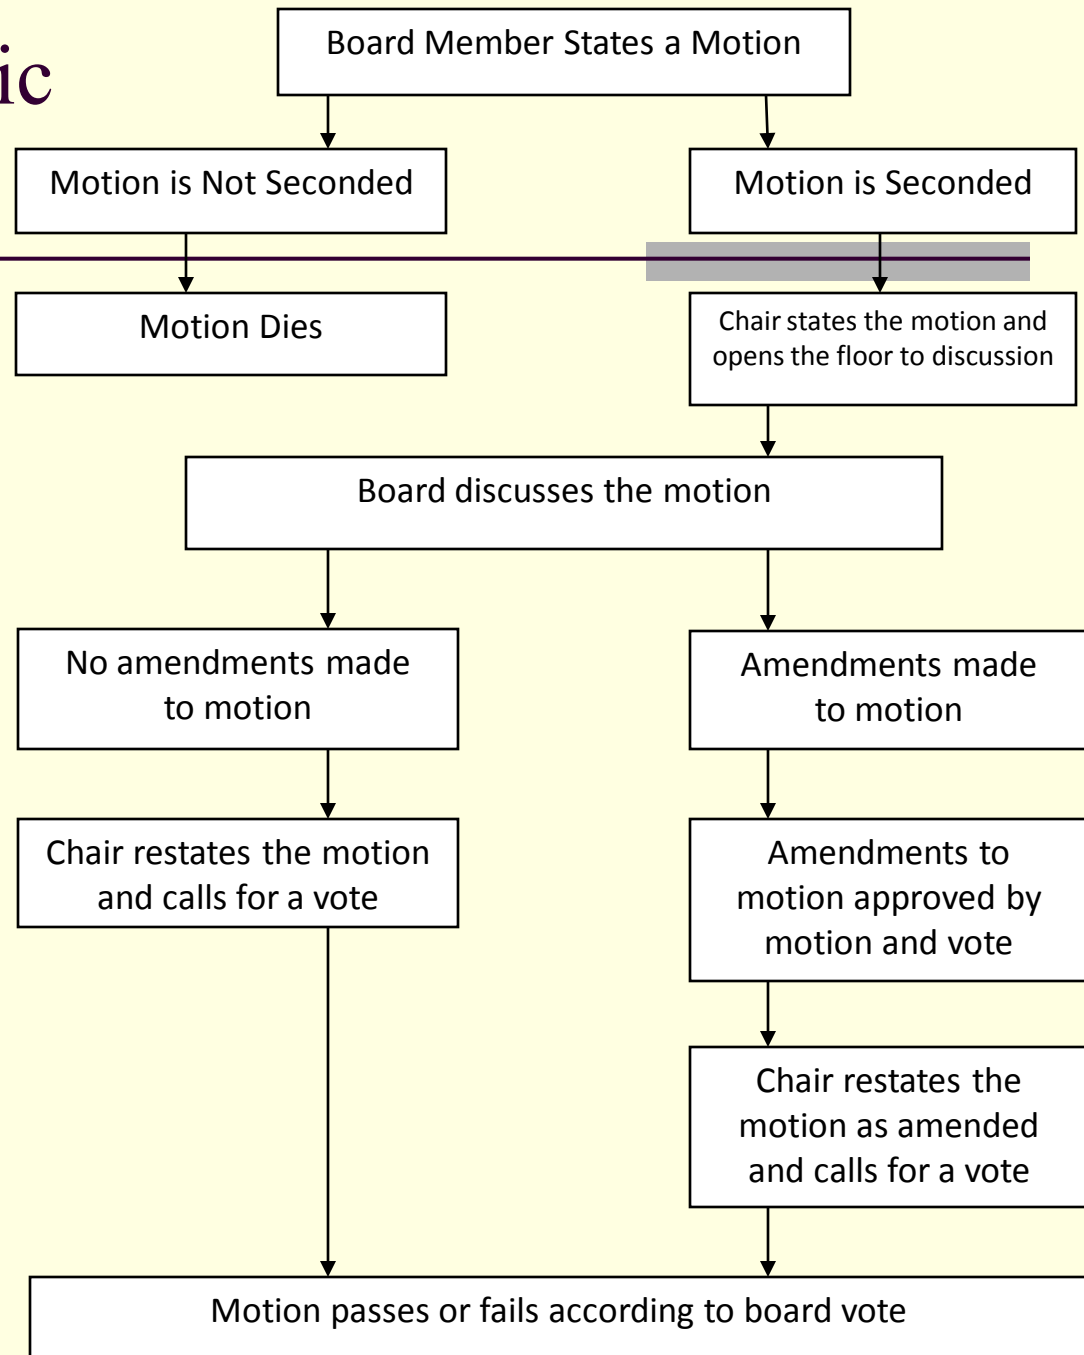 ic
Board Member States a Motion
Motion is Not Seconded
Motion is Seconded
Motion Dies
Chair states the motion and
opens the floor to discussion
Board discusses the motion
No amendments made
to motion
Amendments made
to motion
Chair restates the motion
and calls for a vote
Amendments to
motion approved by
motion and vote
Chair restates the
motion as amended
and calls for a vote
Motion passes or fails according to board vote